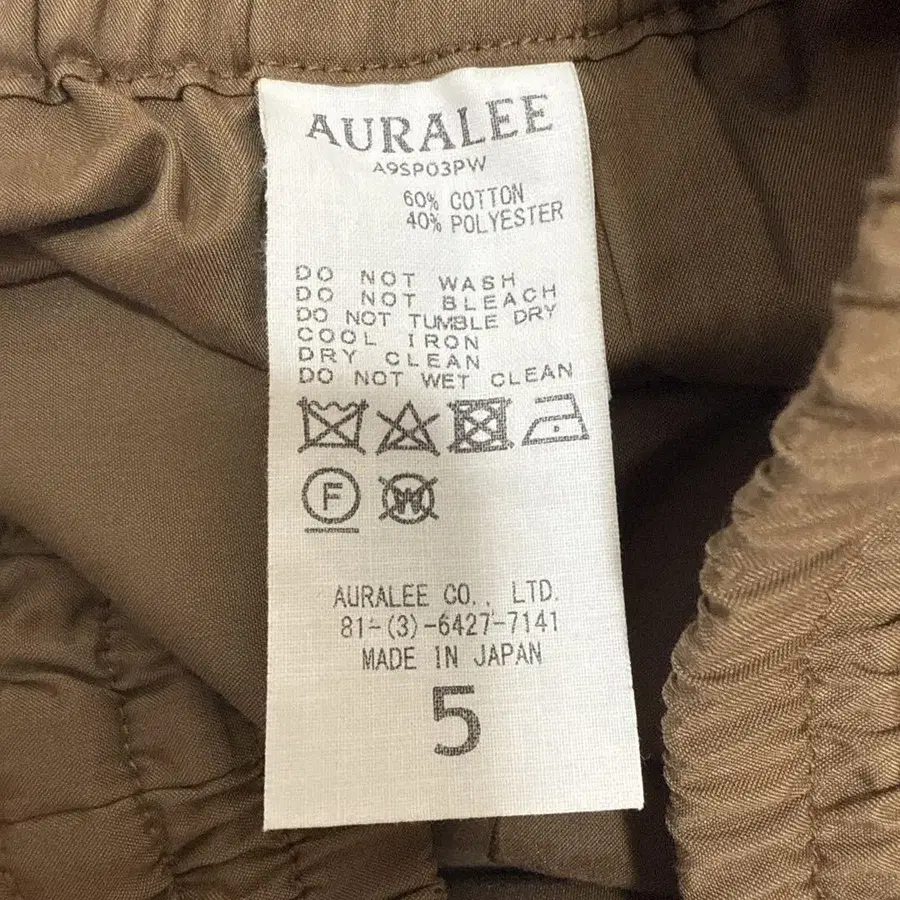 AURALEE
A9SP03PW
60% COTTON
40% POLYESTER
DO NOT WASH
DO NOT BLEACH
DO NOT TUMBLE DRY
COOL IRON
DRY CLEAN
DO NOT WET CLEAN
F W
AURALEE CO., LTD.
81-(3)-6427-7141
MADE IN JAPAN
5